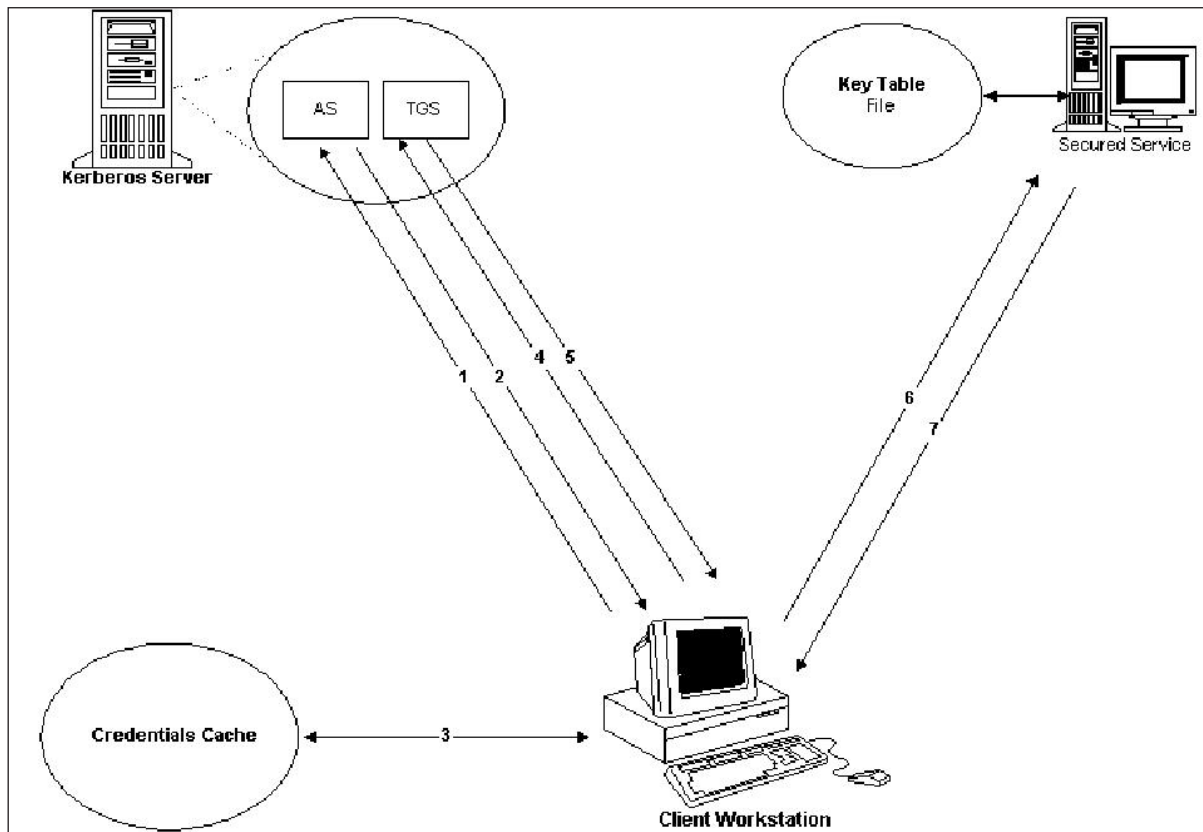 AS
TGS
Kerberos Server
Key Table
File
Secured Service
1
2
4
5
6
7
Credentials Cache
3
Client Workstation